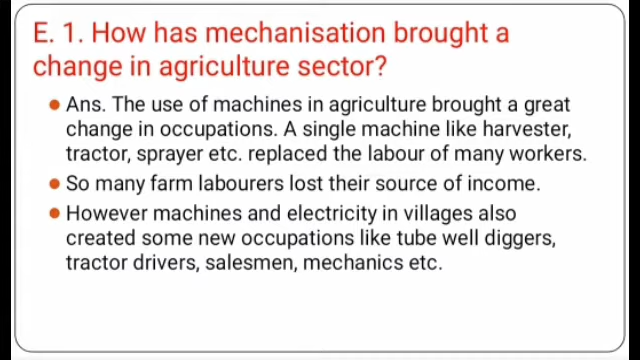 E. 1. How has mechanisation brought a
change in agriculture sector?
• Ans. The use of machines in agriculture brought a great
change in occupations. A single machine like harvester,
tractor, sprayer etc. replaced the labour of many workers.
• So many farm labourers lost their source of income.
• However machines and electricity in villages also
created some new occupations like tube well diggers,
tractor drivers, salesmen, mechanics etc.